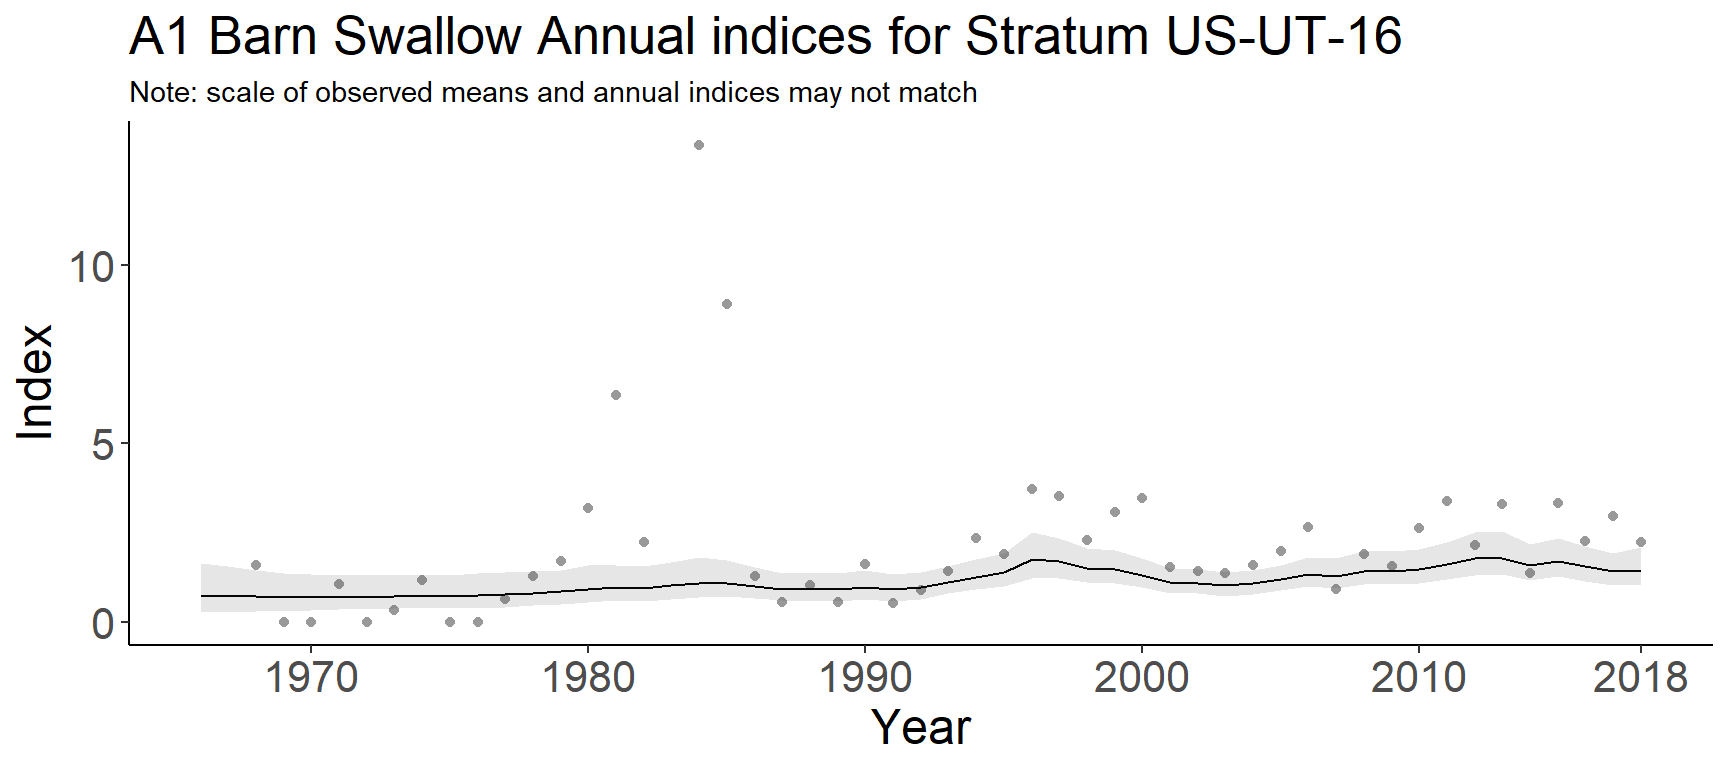 A1 Barn Swallow Annual indices for Stratum US-UT-16
Note: scale of observed means and annual indices may not match
10
5
0
Index
1970 1980 1990 2000 2010 2018
Year